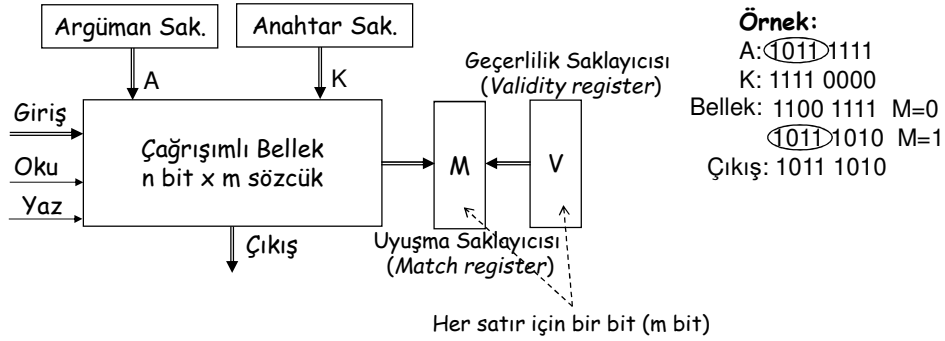 Argüman Sak.
Anahtar Sak.
A
K
Giriş
Oku
Yaz
Çağrışımlı Bellek
n bit x m sözcük
Çıkış
Geçerlilik Saklayıcısı
(Validity register)
M
V
Uyuşma Saklayıcısı
(Match register)
Her satır için bir bit (m bit)
Örnek:
A: 1011 1111
K: 1111 0000
Bellek: 1100 1111 M=0
1011 1010 M=1
Çıkış: 1011 1010